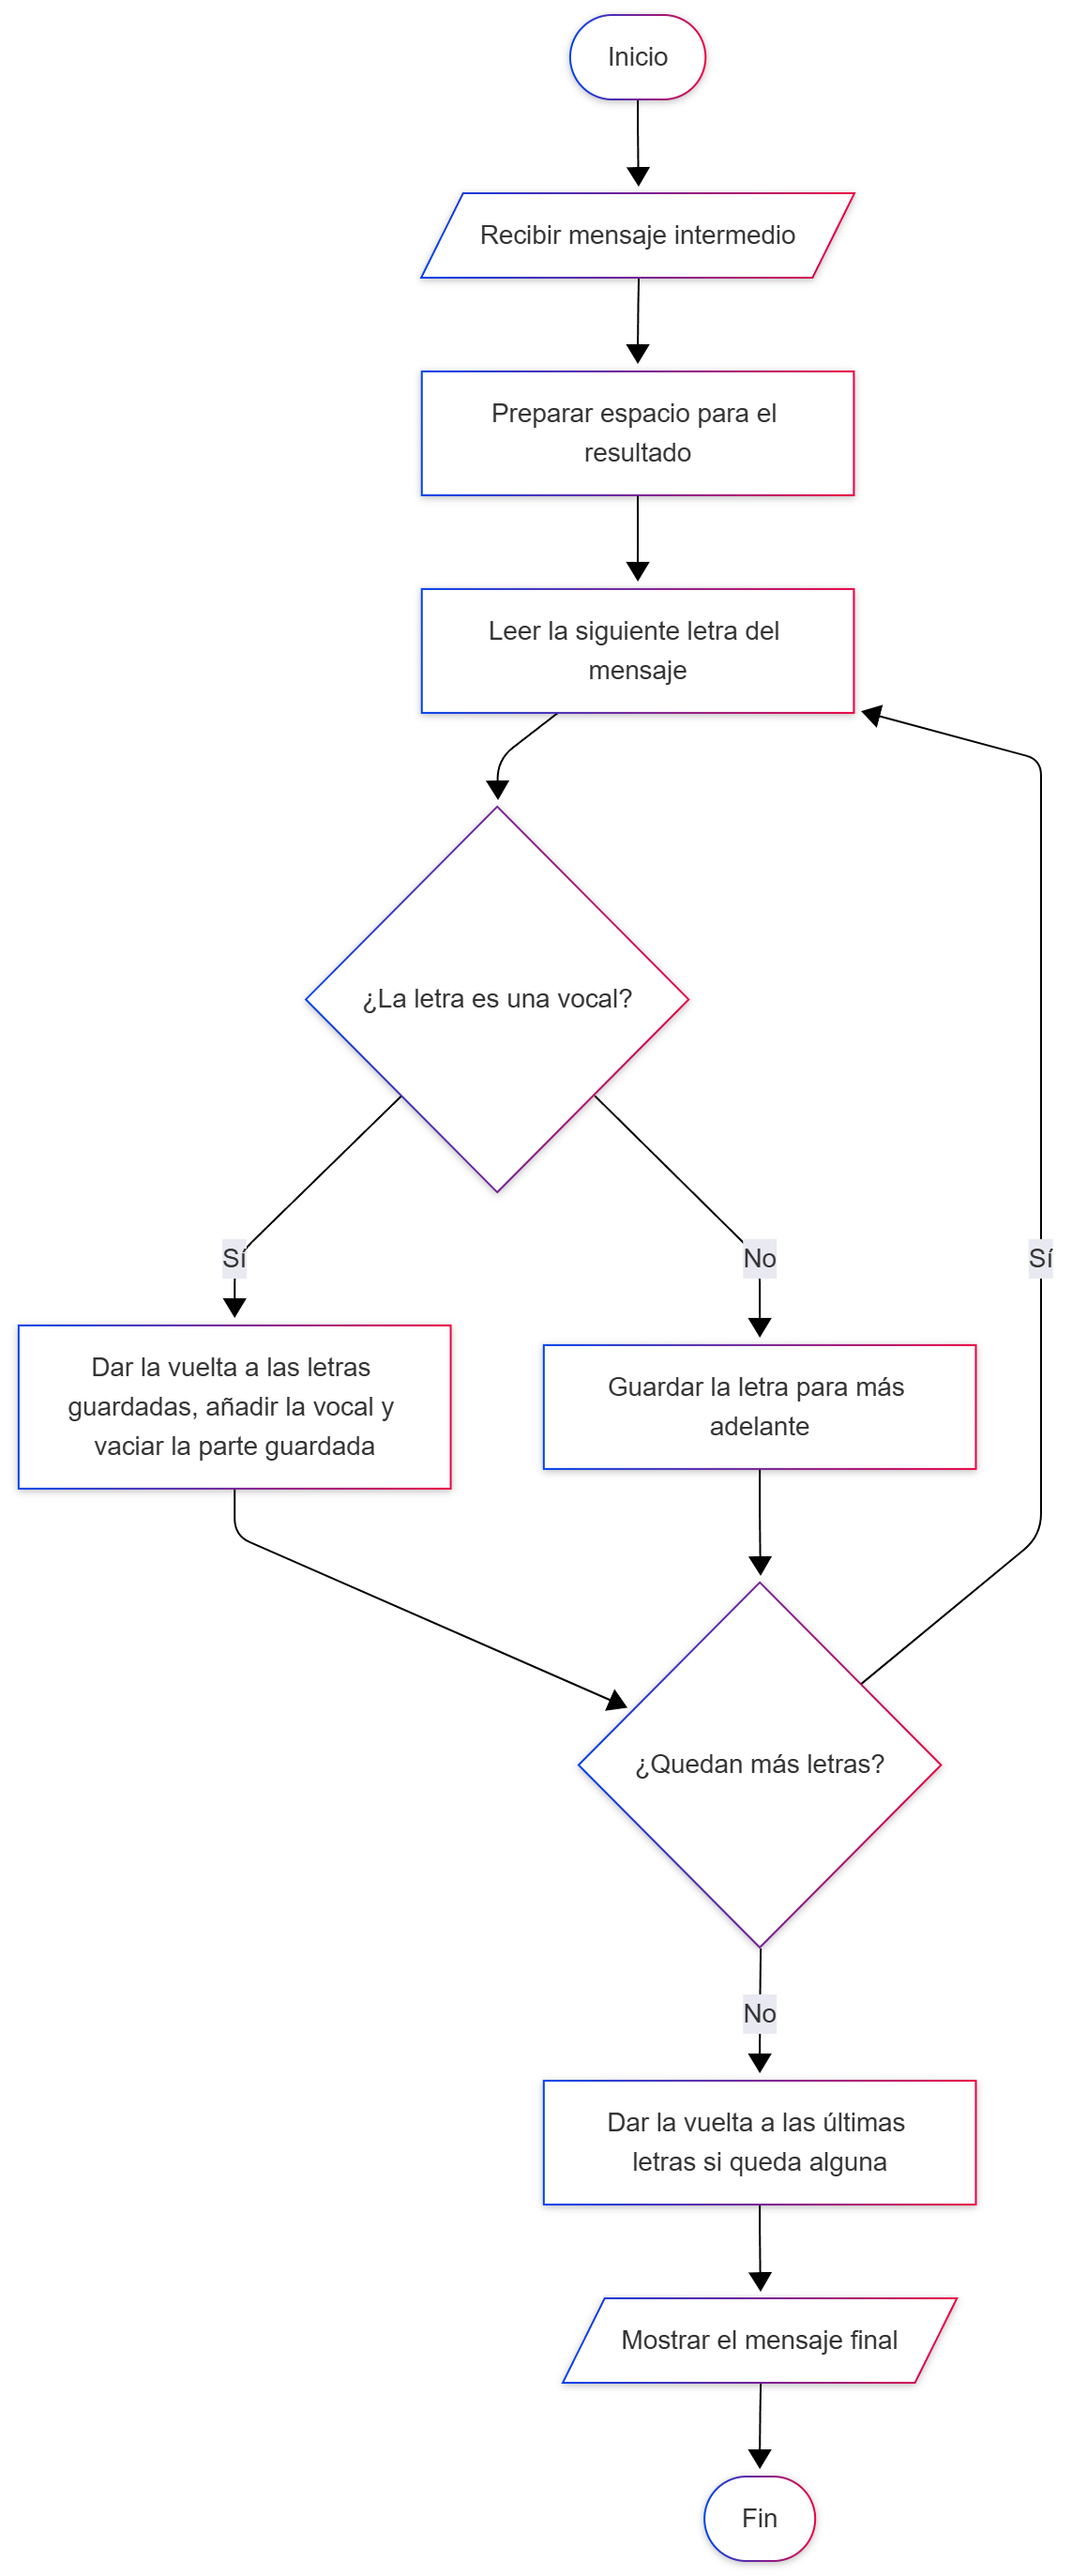 Inicio
Recibir mensaje intermedio
Preparar espacio para el
resultado
Leer la siguiente letra del
mensaje
¿La letra es una vocal?
Sí
No
Sí
Dar la vuelta a las letras
guardadas, añadir la vocal y
vaciar la parte guardada
Guardar la letra para más
adelante
¿Quedan más letras?
No
Dar la vuelta a las últimas
letras si queda alguna
Mostrar el mensaje final
Fin